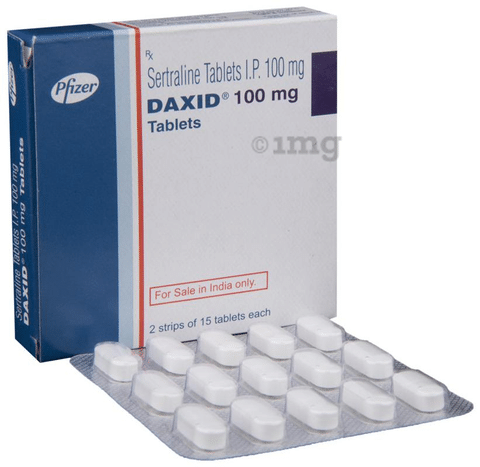 Pfizer
Rx
Sertraline Tablets I.P. 100 mg
DAXID® 100 mg
Tablets
©1mg
For Sale in India only.
2 strips of 15 tablets each
Sertraline Tablets I.P. 100 mg
DAXID® 100 mg Tablets